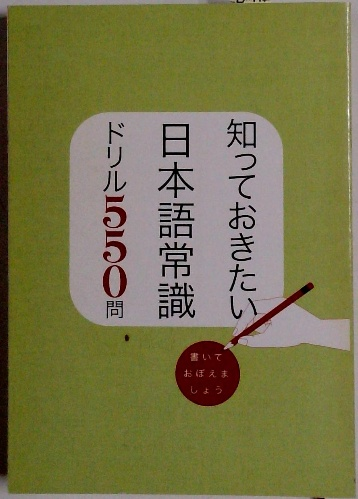 知っておきたい
日本語常識
ドリル550問
書いて
おぼえま
しょう